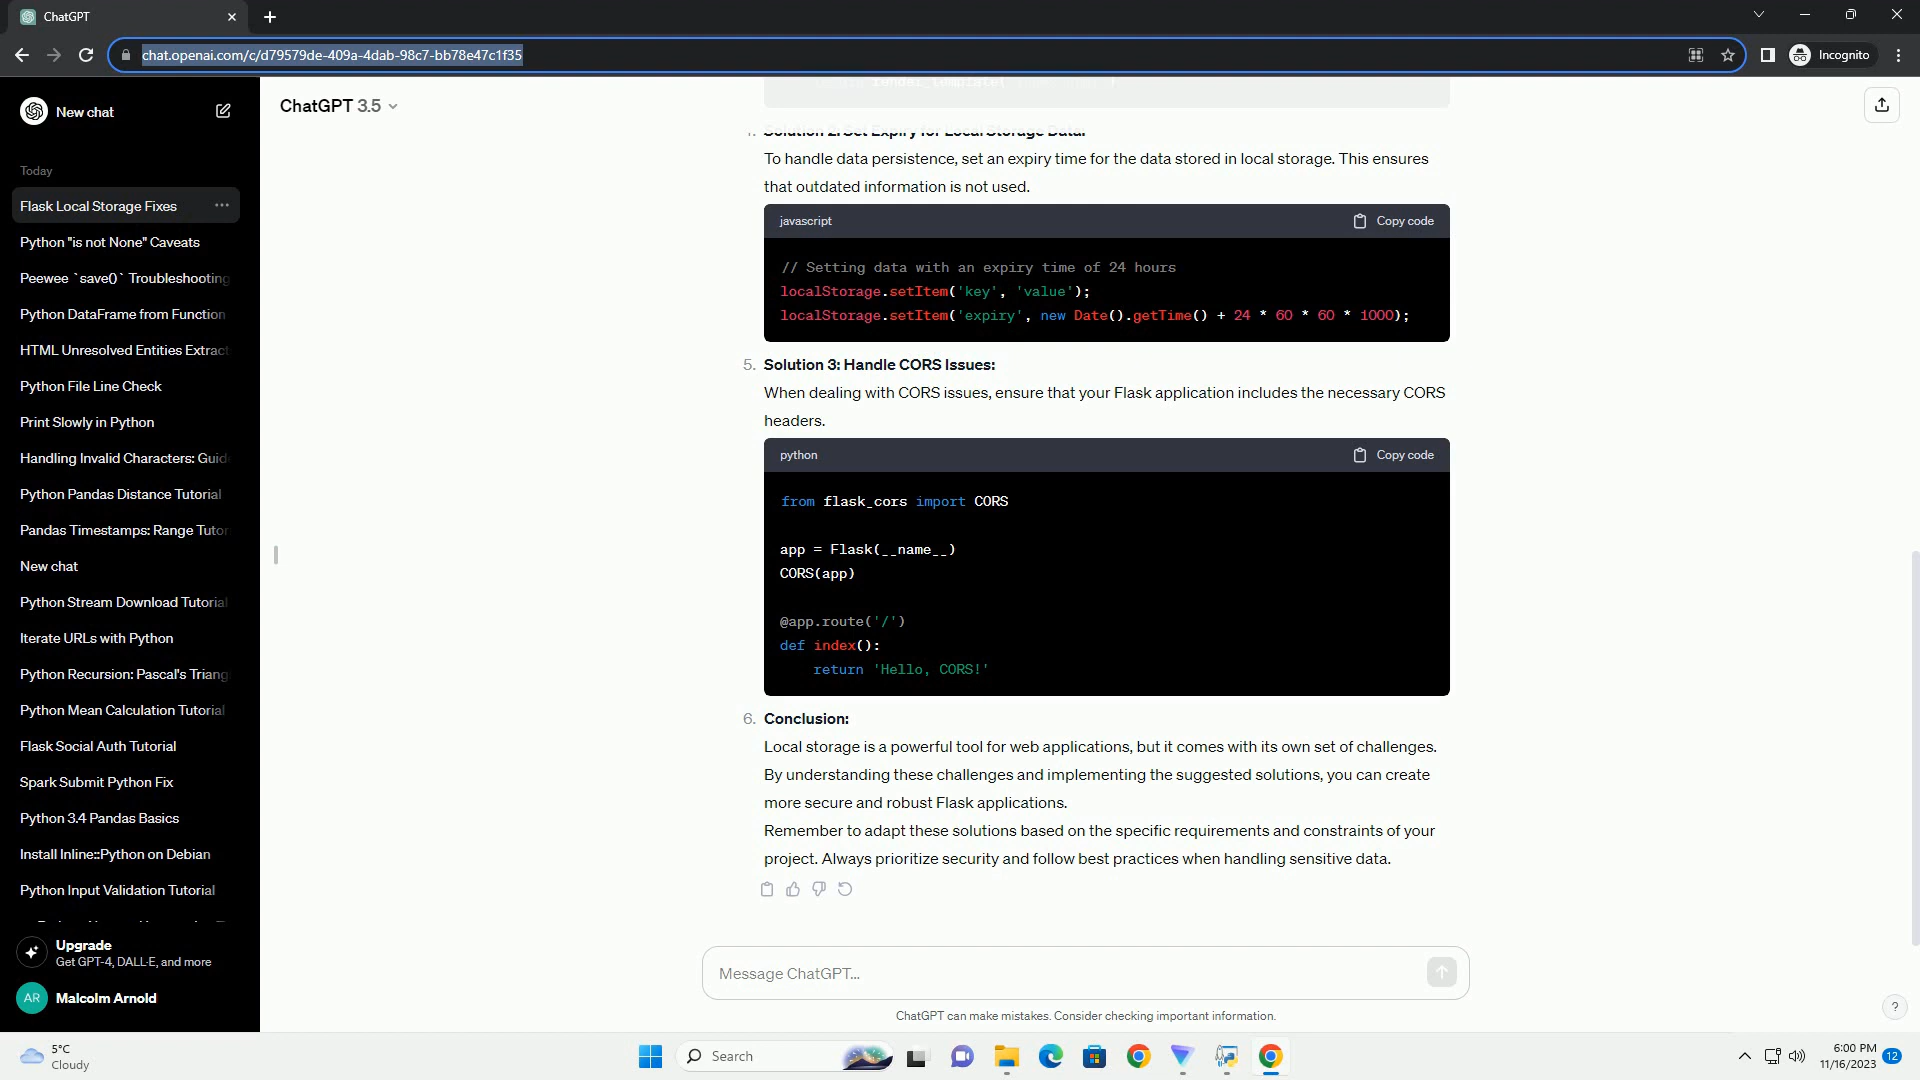 ChatGPT
chat.openai.com/c/d79579de-409a-4dab-98c7-bb78e47c1f35
Incognito
New chat
Today
Flask Local Storage Fixes
Python "is not None" Caveats
Peewee `save()` Troubleshooting
Python DataFrame from Function
HTML Unresolved Entities Extract
Python File Line Check
Print Slowly in Python
Handling Invalid Characters: Guide
Python Pandas Distance Tutorial
Pandas Timestamps: Range Tutor
New chat
Python Stream Download Tutorial
Iterate URLs with Python
Python Recursion: Pascal's Triang
Python Mean Calculation Tutorial
Flask Social Auth Tutorial
Spark Submit Python Fix
Python 3.4 Pandas Basics
Install Inline::Python on Debian
Python Input Validation Tutorial
Upgrade
Get GPT-4, DALL·E, and more
AR
Malcolm Arnold
ChatGPT 3.5
Solution 2: Set Expiry for Local Storage Data:
To handle data persistence, set an expiry time for the data stored in local storage. This ensures
that outdated information is not used.
javascript
Copy code
// Setting data with an expiry time of 24 hours
localStorage.setItem('key', 'value');
localStorage.setItem('expiry', new Date().getTime() + 24 * 60 * 60 * 1000);
5. Solution 3: Handle CORS Issues:
When dealing with CORS issues, ensure that your Flask application includes the necessary CORS
headers.
python
Copy code
from flask_cors import CORS
app = Flask(__name__)
CORS(app)
@app.route('/')
def index():
return 'Hello, CORS!'
6. Conclusion:
Local storage is a powerful tool for web applications, but it comes with its own set of challenges.
By understanding these challenges and implementing the suggested solutions, you can create
more secure and robust Flask applications.
Remember to adapt these solutions based on the specific requirements and constraints of your
project. Always prioritize security and follow best practices when handling sensitive data.
Message ChatGPT...
ChatGPT can make mistakes. Consider checking important information.
?
5°C
Cloudy
Search
6:00 PM
11/16/2023
12